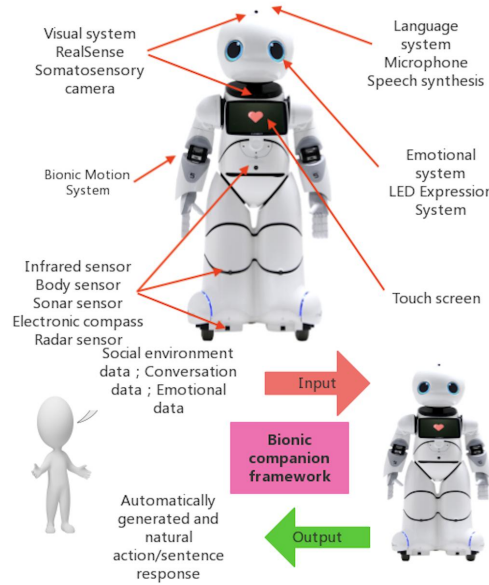 Visual system
RealSense
Somatosensory
camera
Language
system
Microphone
Speech synthesis
Bionic Motion
System
Emotional
system
LED Expression
System
Infrared sensor
Body sensor
Sonar sensor
Electronic compass
Radar sensor
Touch screen
Social environment
data ; Conversation
data ; Emotional
data
Input
Bionic
companion
framework
Automatically
generated and
natural
action/sentence
response
Output